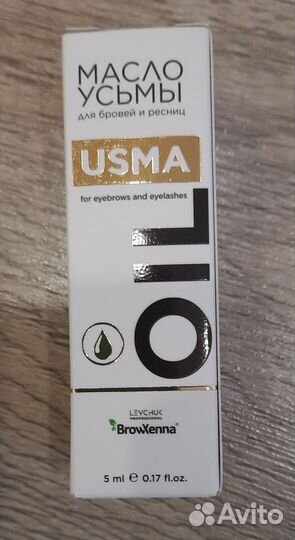 МАСЛО
УСЬМЫ
для бровей и ресниц
USMA
for eyebrows and eyelashes
OIL
LEVCHUK
PROFESSIONAL
BrowXenna®
5 ml ℮ 0.17 fl.oz.
Avito